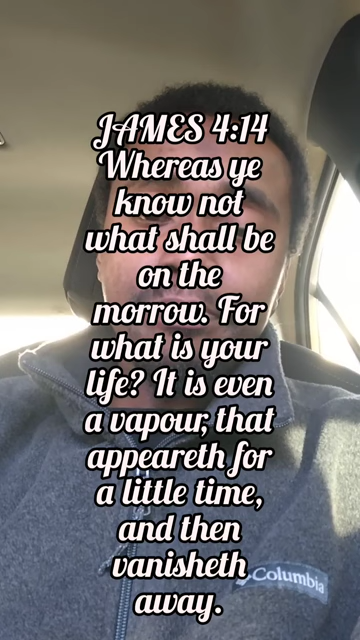 JAMES 4:14
Whereas ye
know not
what shall be
on the
morrow. For
what is your
life? It is even
a vapour, that
appeareth for
a little time,
and then
vanisheth
away.
Columbia